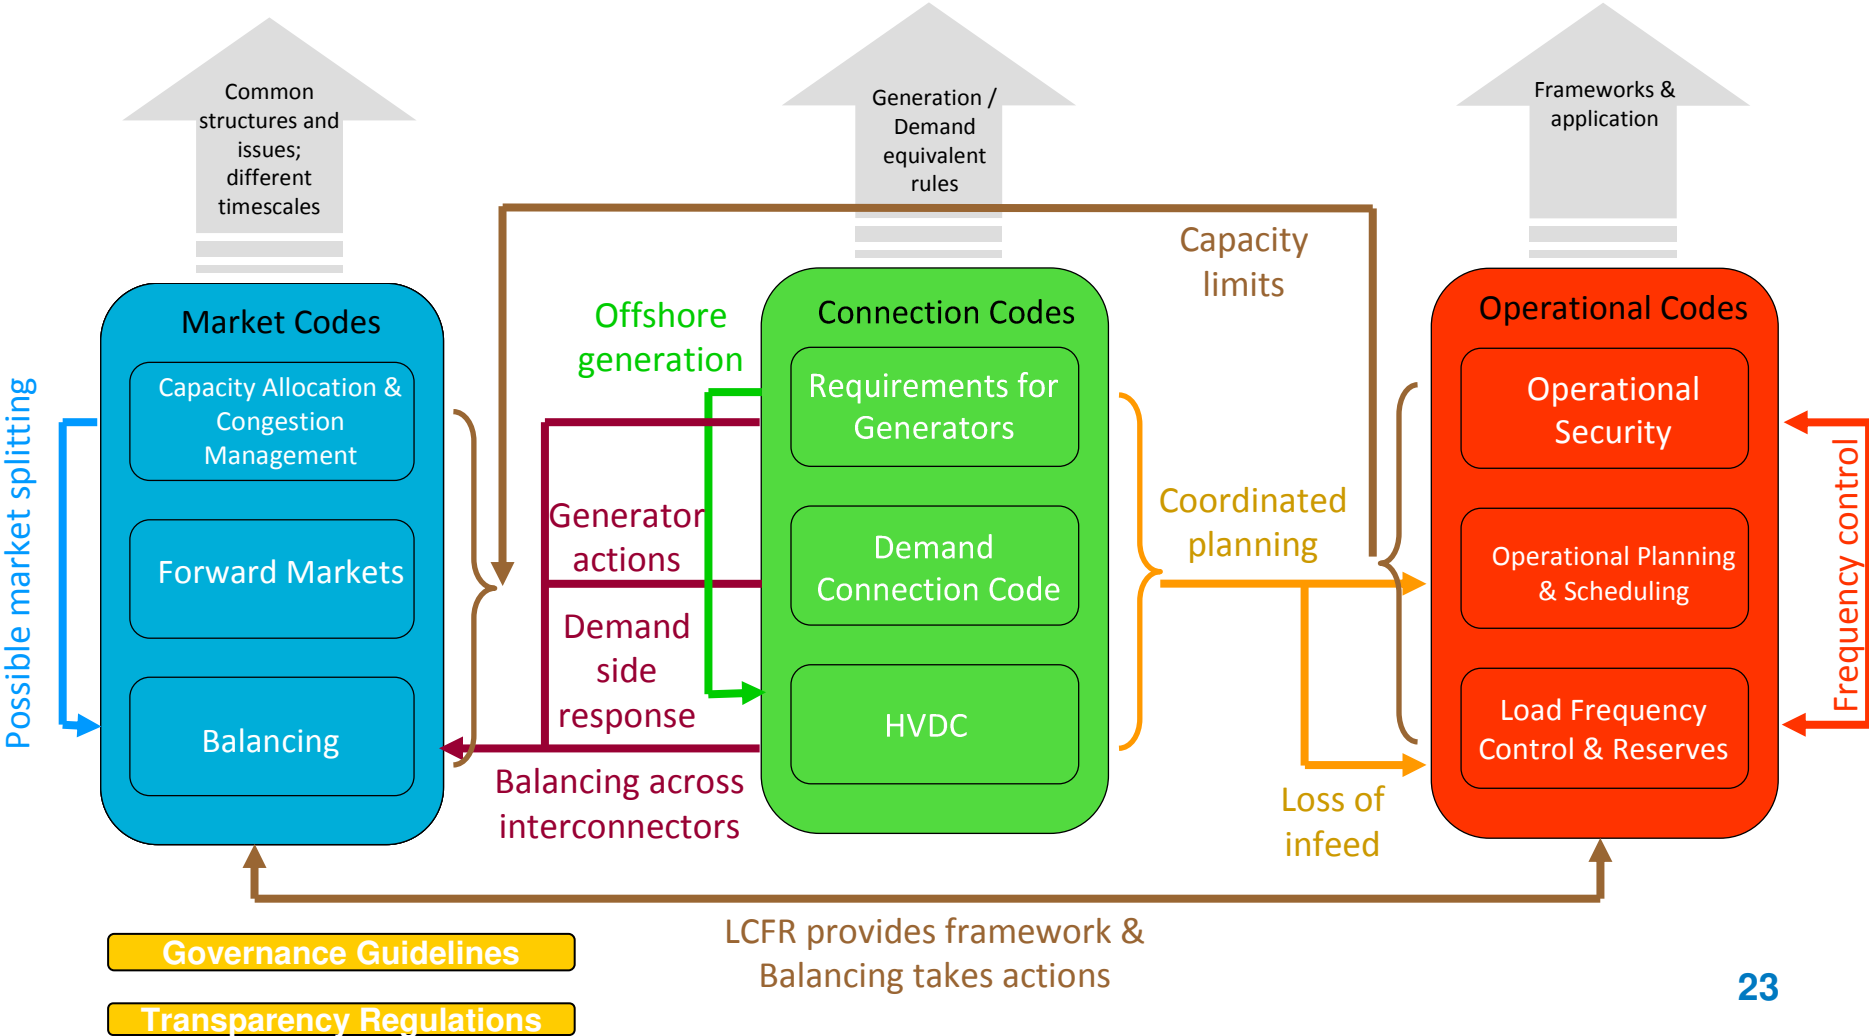 Common
structures and
issues;
different
timescales
Generation /
Demand
equivalent
rules
Frameworks &
application
Market Codes
Capacity Allocation &
Congestion
Management
Forward Markets
Balancing
Possible market splitting
Offshore
generation
Generator
actions
Demand
side
response
Balancing across
interconnectors
Connection Codes
Requirements for
Generators
Demand
Connection Code
HVDC
Capacity
limits
Coordinated
planning
Loss of
infeed
Operational Codes
Operational
Security
Operational Planning
& Scheduling
Load Frequency
Control & Reserves
Frequency control
LCFR provides framework &
Balancing takes actions
Governance Guidelines
Transparency Regulations
23